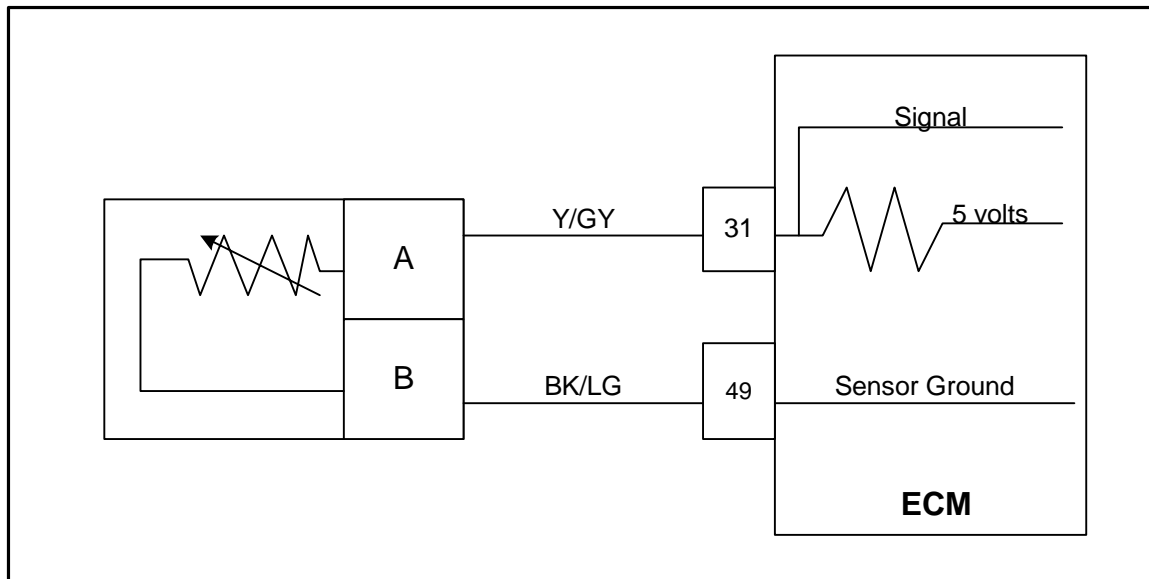 Signal
5 volts
A
Y/GY
31
B
BK/LG
49
Sensor Ground
ECM